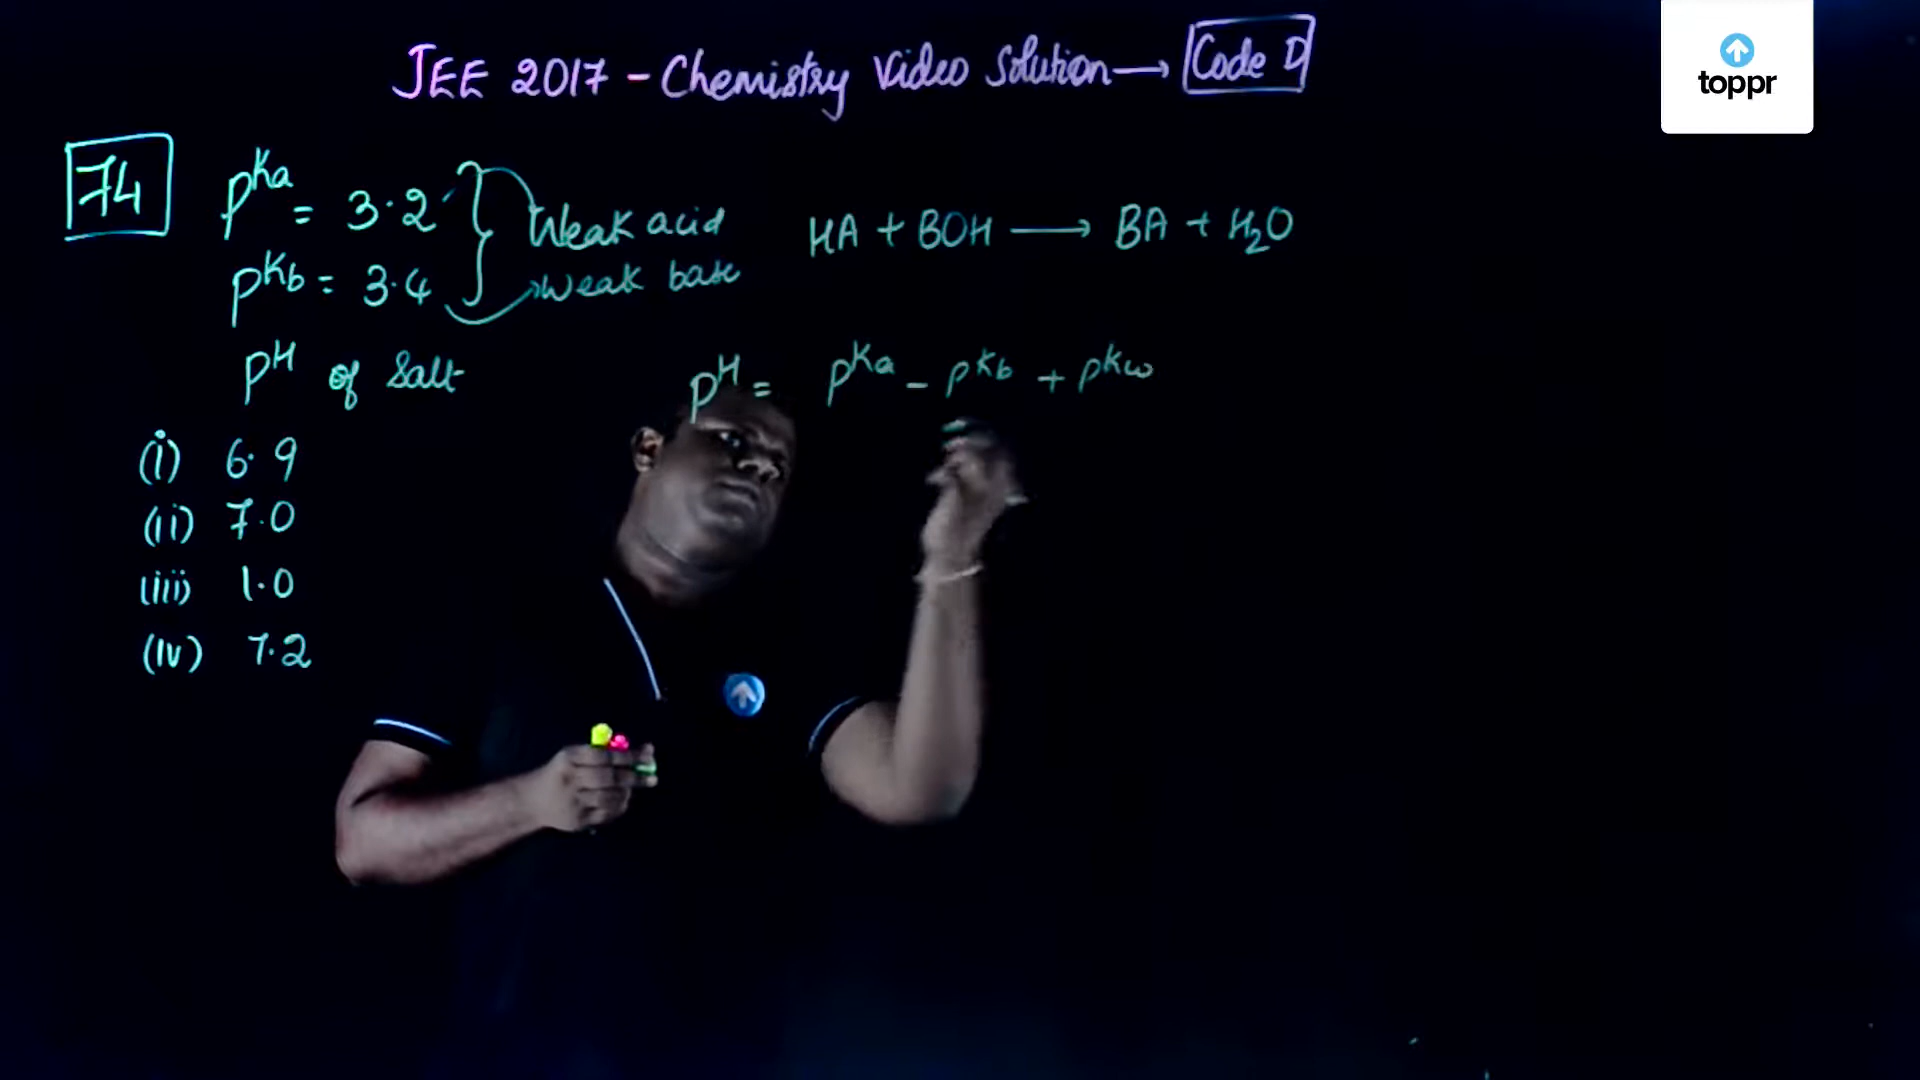 JEE 2017 - Chemistry Video Solution → Code D
toppr
74
pKa = 3.2
Weak acid
HA + BOH → BA + H₂O
pKb = 3.4
Weak base
pH of Salt
pH = pKa - pKb + pKw
(i) 6.9
(ii) 7.0
(iii) 1.0
(iv) 7.2